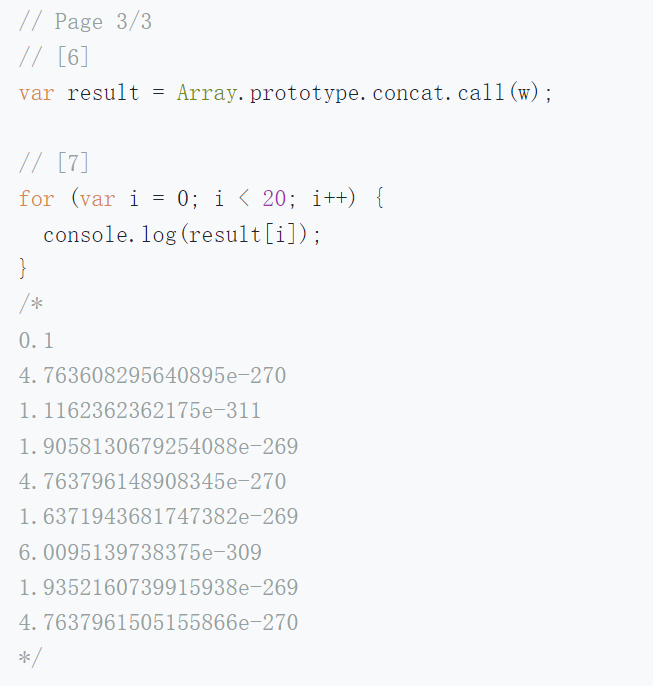 // Page 3/3
// [6]
var result = Array.prototype.concat.call(w);
// [7]
for (var i = 0; i < 20; i++) {
console.log(result[i]);
}
/*
0.1
4.763608295640895e-270
1.1162362362175e-311
1.9058130679254088e-269
4.763796148908345e-270
1.6371943681747382e-269
6.0095139738375e-309
1.9352160739915938e-269
4.7637961505155866e-270
*/